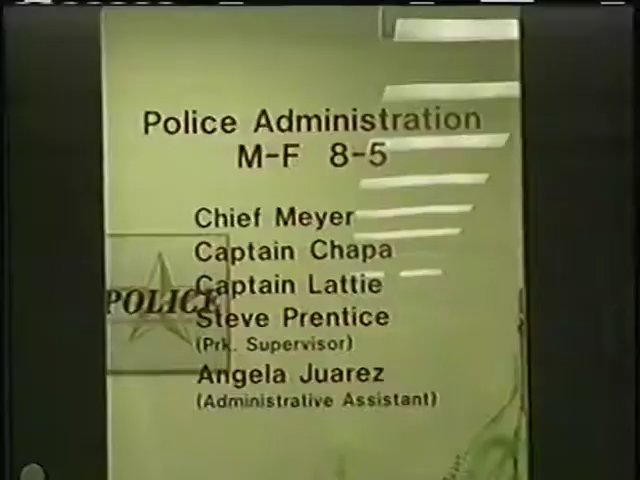 Police Administration
M-F 8-5
Chief Meyer
Captain Chapa
Captain Lattie
POLICE
Steve Prentice
(Prk. Supervisor)
Angela Juarez
(Administrative Assistant)